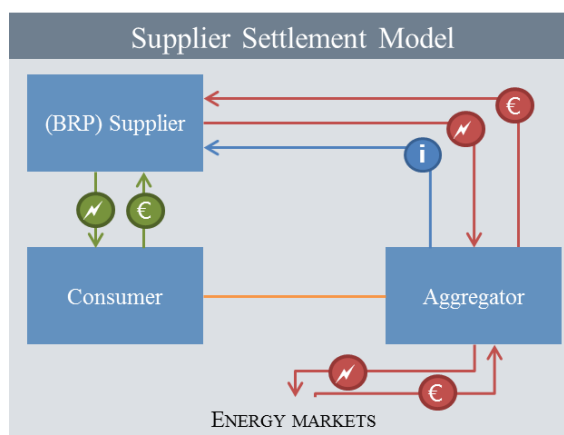 Supplier Settlement Model
€
(BRP) Supplier
i
€
Consumer
Aggregator
€
ENERGY MARKETS